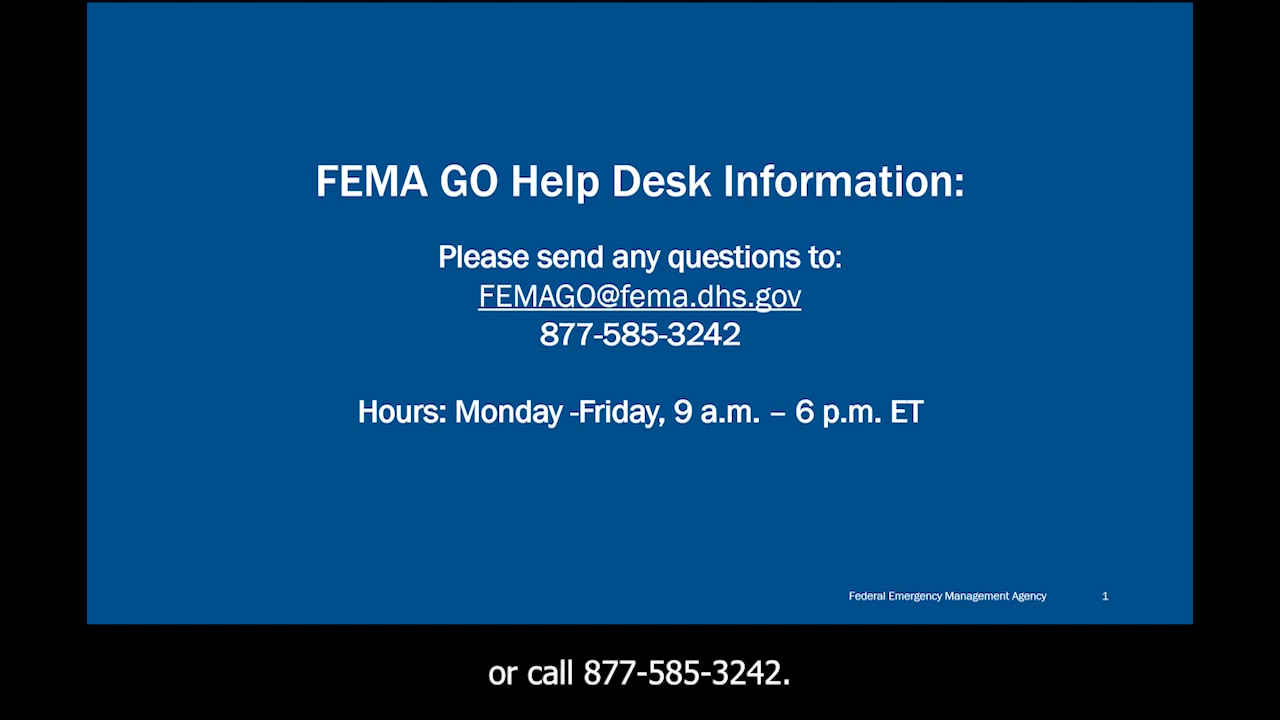 FEMA GO Help Desk Information:
Please send any questions to:
FEMAGO@fema.dhs.gov
877-585-3242
Hours: Monday -Friday, 9 a.m. – 6 p.m. ET
Federal Emergency Management Agency 1
or call 877-585-3242.